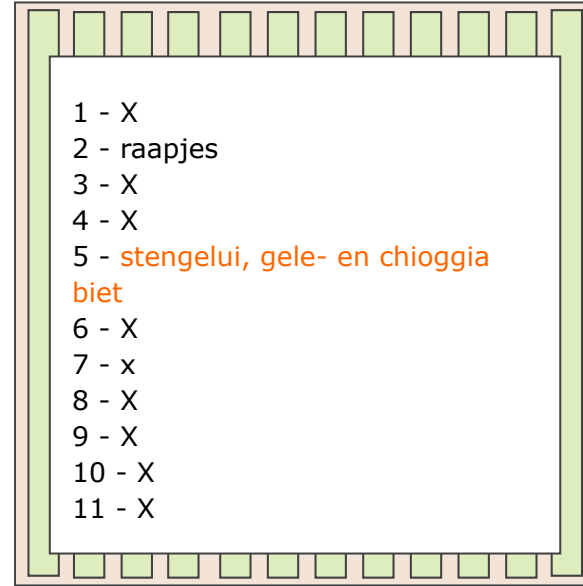 1 - X
2 - raapjes
3 - X
4 - X
5 - stengelui, gele- en chioggia
biet
6 - X
7 - x
8 - X
9 - X
10 - X
11 - X